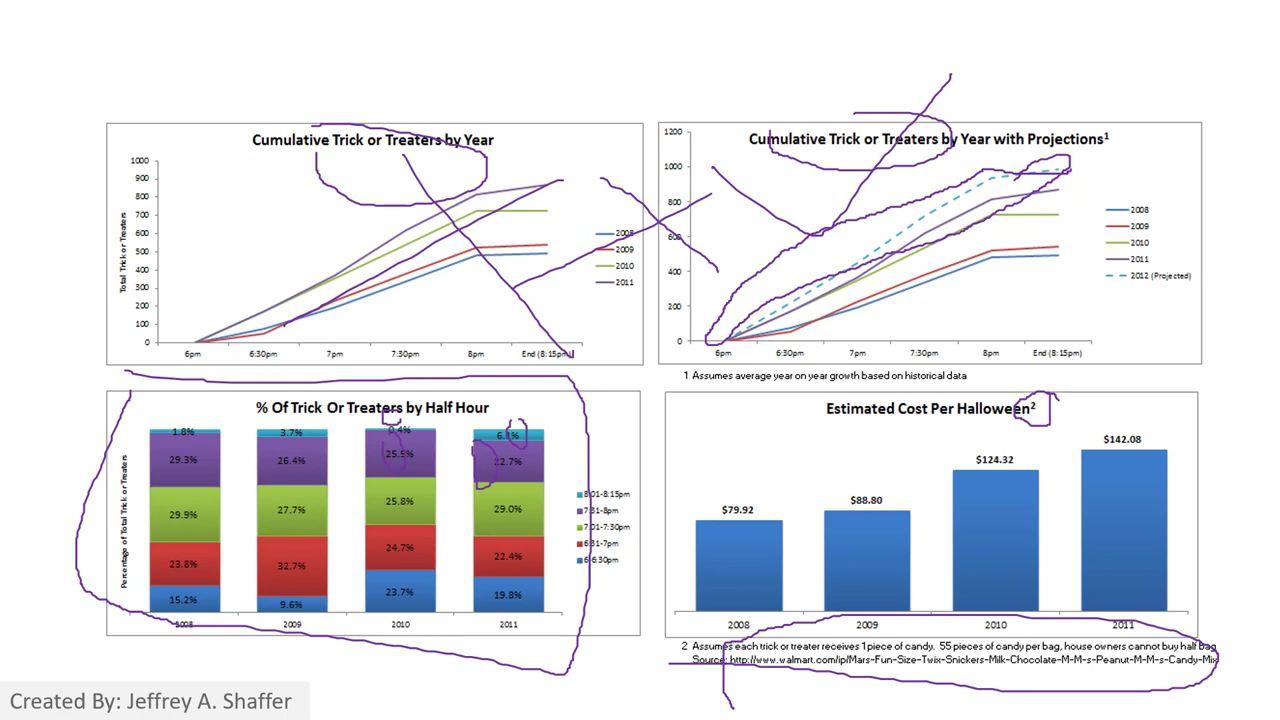 Cumulative Trick or Treaters by Year
Total Trick or Treaters
1000
900
800
700
600
500
400
300
200
100
0
6pm 6:30pm 7pm 7:30pm 8pm End (8:15pm)
2008
2009
2010
2011
Cumulative Trick or Treaters by Year with Projections1
1200
1000
800
600
400
200
0
6pm 6:30pm 7pm 7:30pm 8pm End (8:15pm)
2008
2009
2010
2011
2012 (Projected)
1 Assumes average year on year growth based on historical data
% Of Trick Or Treaters by Half Hour
Percentage of Total Trick or Treaters
1.8% 3.7% 0.4% 6.1%
29.3% 26.4% 25.5% 22.7%
29.9% 27.7% 25.8% 29.0%
23.8% 32.7% 24.7% 22.4%
15.2% 9.6% 23.7% 19.8%
2008 2009 2010 2011
8:01-8:15pm
7:31-8pm
7:01-7:30pm
6:31-7pm
6-6:30pm
Estimated Cost Per Halloween2
$79.92 $88.80 $124.32 $142.08
2008 2009 2010 2011
2 Assumes each trick or treater receives 1 piece of candy. 55 pieces of candy per bag, house owners cannot buy half bag
Source: http://www.walmart.com/ip/Mars-Fun-Size-Twix-Snickers-Milk-Chocolate-M-M-s-Peanut-M-M-s-Candy-Mix
Created By: Jeffrey A. Shaffer